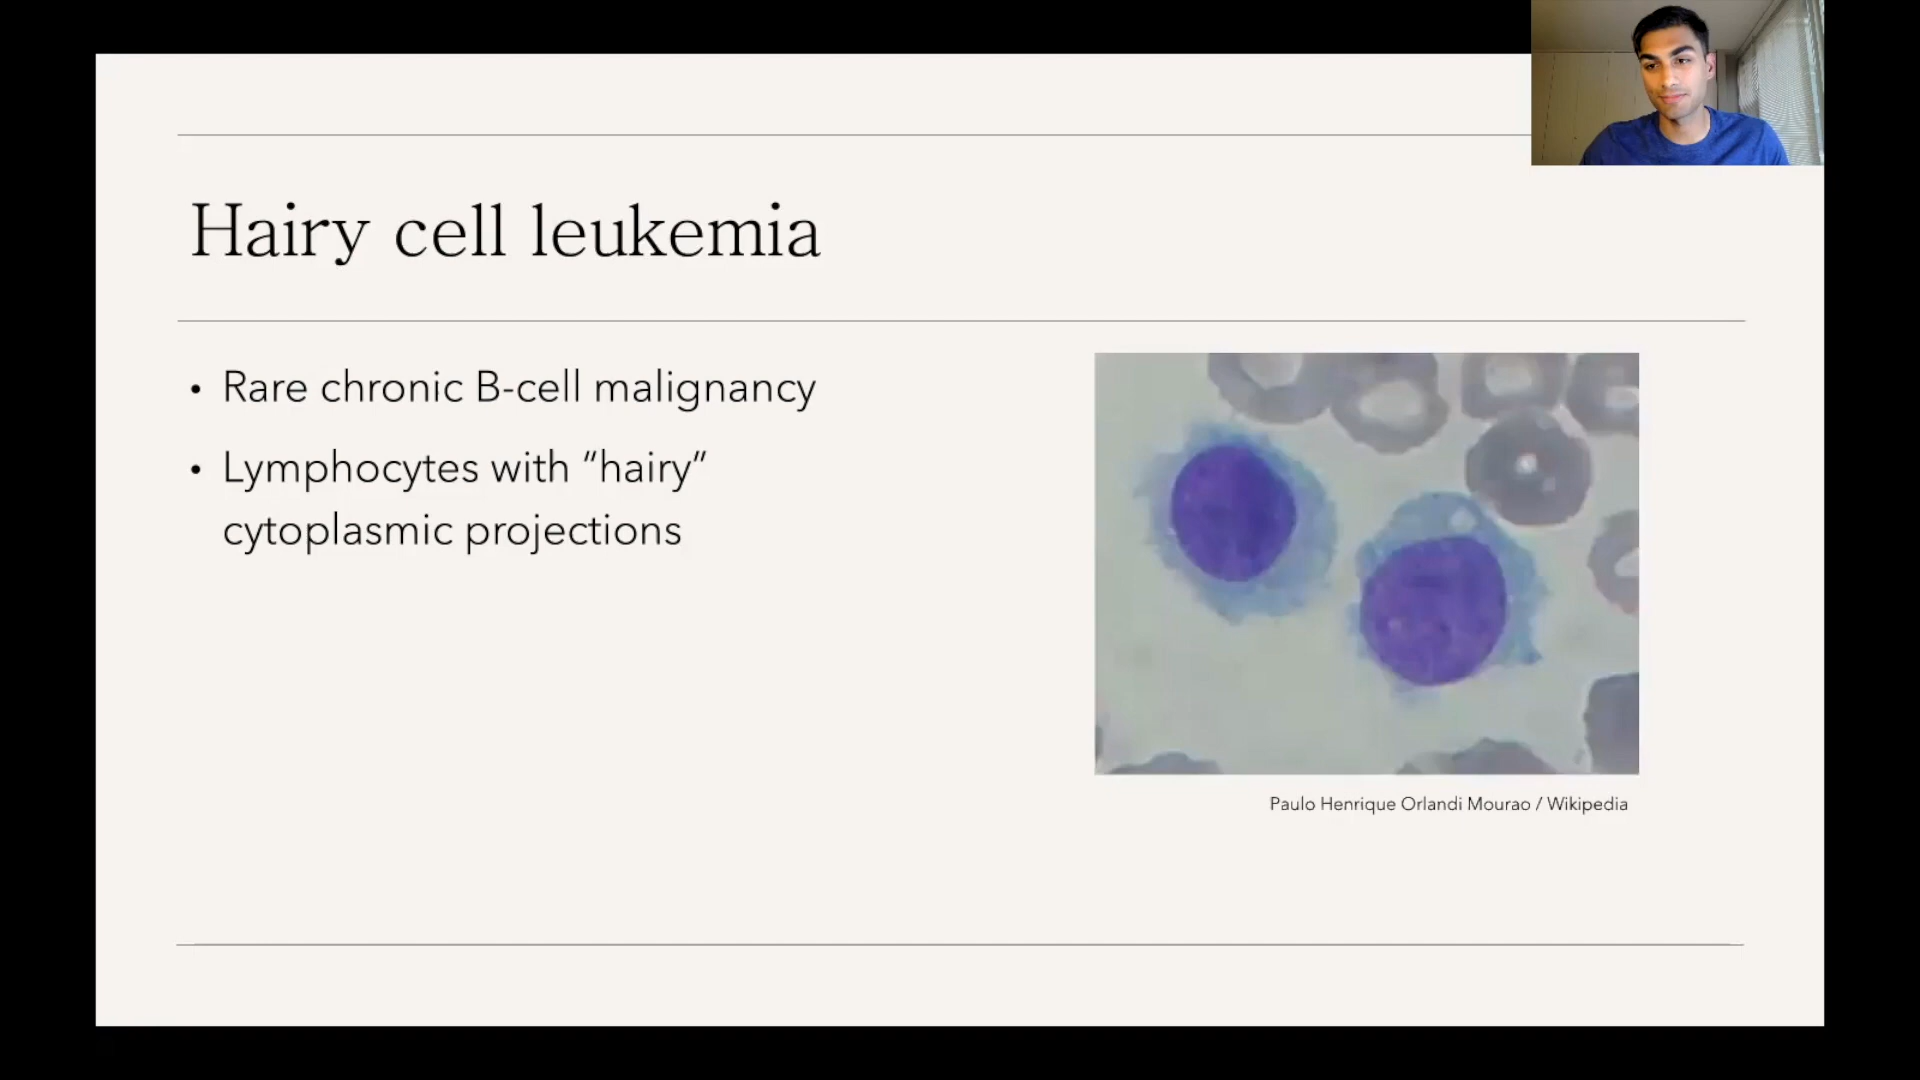 Hairy cell leukemia
• Rare chronic B-cell malignancy
• Lymphocytes with “hairy”
cytoplasmic projections
Paulo Henrique Orlandi Mourao / Wikipedia